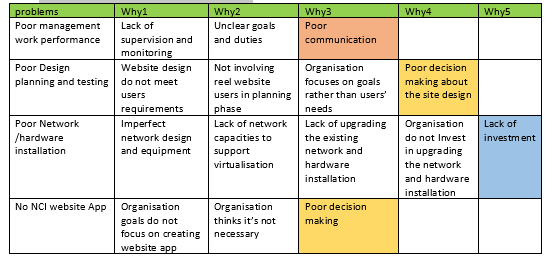 problems Why1 Why2 Why3 Why4 Why5
Poor management
work performance
Lack of
supervision and
monitoring
Unclear goals
and duties
Poor
communication
Poor Design
planning and testing
Website design
do not meet
users
requirements
Not involving
reel website
users in planning
phase
Organisation
focuses on goals
rather than users'
needs
Poor decision
making about
the site design
Poor Network
/hardware
installation
Imperfect
network design
and equipment
Lack of network
capacities to
support
virtualisation
Lack of upgrading
the existing
network and
hardware
installation
Organisation
do not Invest
in upgrading
the network
and hardware
installation
Lack of
investment
No NCI website App
Organisation
goals do not
focus on creating
website app
Organisation
thinks it's not
necessary
Poor decision
making